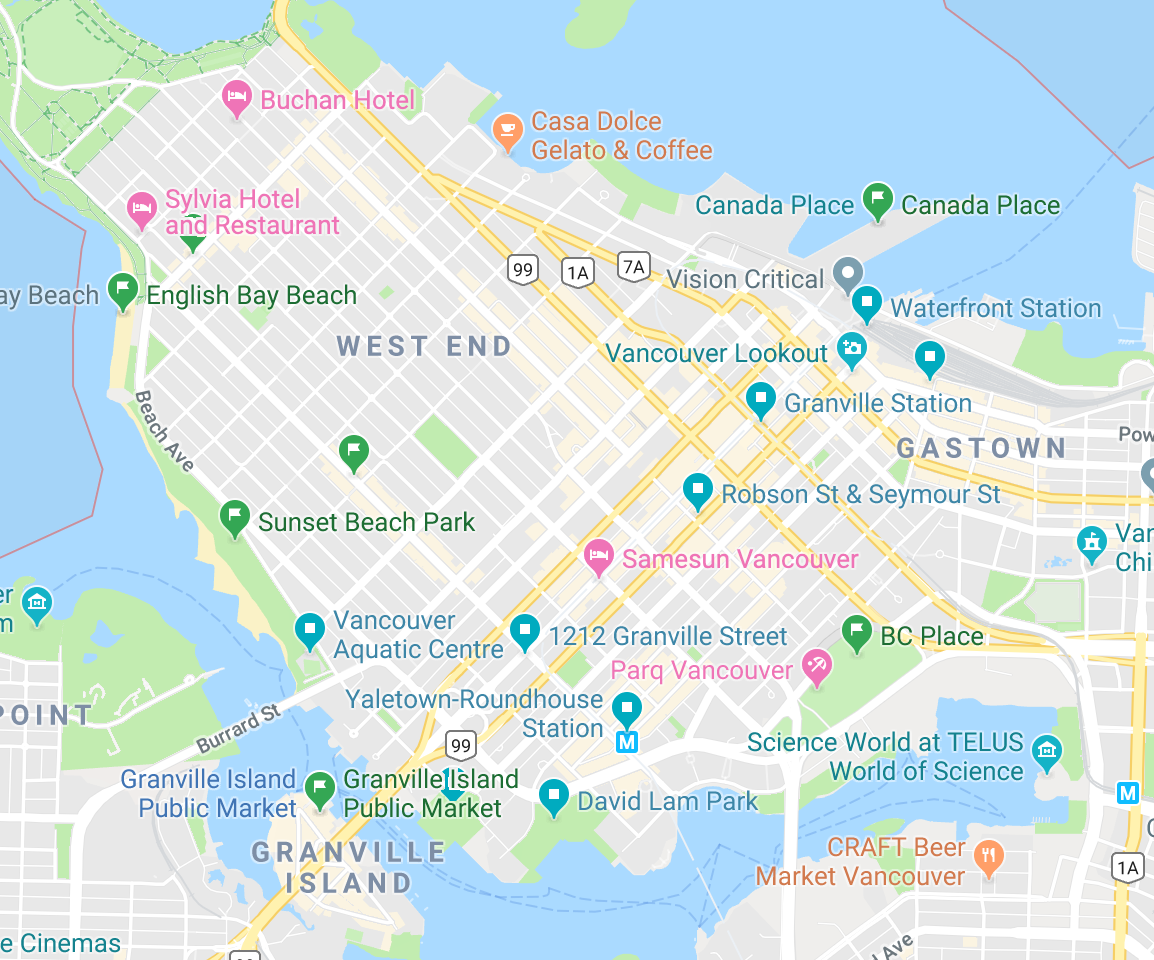 Buchan Hotel
Casa Dolce
Gelato & Coffee
Sylvia Hotel
and Restaurant
Canada Place
Canada Place
99
1A
7A
Vision Critical
ay Beach
English Bay Beach
Waterfront Station
WEST END
Vancouver Lookout
Granville Station
Beach Ave
GASTOWN
Pow
Robson St & Seymour St
Sunset Beach Park
Van
Chi
Samesun Vancouver
er
m
Vancouver
Aquatic Centre
1212 Granville Street
BC Place
Parq Vancouver
Yaletown-Roundhouse
Station
M
POINT
Burrard St
99
Science World at TELUS
World of Science
Granville Island
Public Market
Granville Island
Public Market
David Lam Park
M
GRANVILLE
ISLAND
CRAFT Beer
Market Vancouver
1A
e Cinemas
l Ave